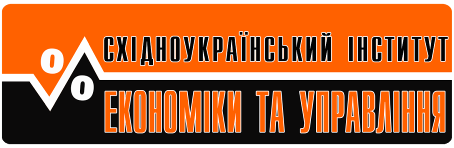 % СХІДНОУКРАЇНСЬКИЙ ІНСТИТУТ
ЕКОНОМІКИ ТА УПРАВЛІННЯ